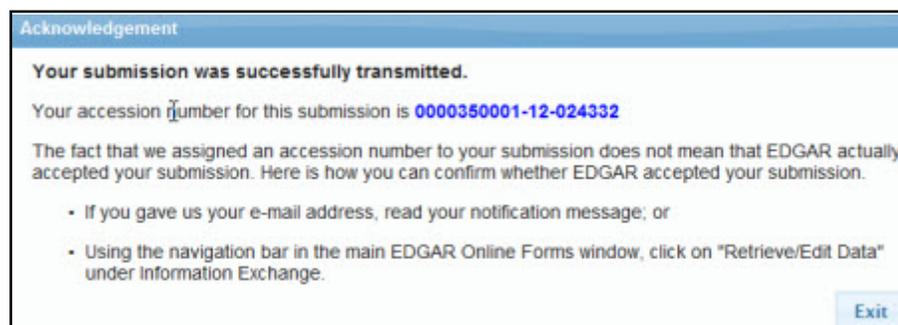 Acknowledgement
Your submission was successfully transmitted.
Your accession number for this submission is 0000350001-12-024332
The fact that we assigned an accession number to your submission does not mean that EDGAR actually
accepted your submission. Here is how you can confirm whether EDGAR accepted your submission.
• If you gave us your e-mail address, read your notification message; or
• Using the navigation bar in the main EDGAR Online Forms window, click on "Retrieve/Edit Data"
under Information Exchange.
Exit